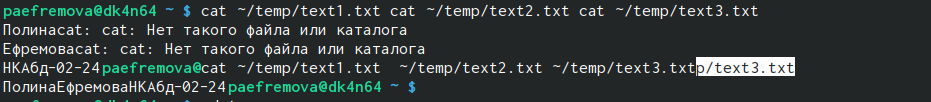 paefremova@dk4n64 ~ $ cat ~/temp/text1.txt cat ~/temp/text2.txt cat ~/temp/text3.txt
Полинаcat: cat: Нет такого файла или каталога
Ефремоваcat: cat: Нет такого файла или каталога
НКАбд-02-24paefremova@cat ~/temp/text1.txt  ~/temp/text2.txt ~/temp/text3.txtp/text3.txt
ПолинаЕфремоваНКАбд-02-24paefremova@dk4n64 ~ $